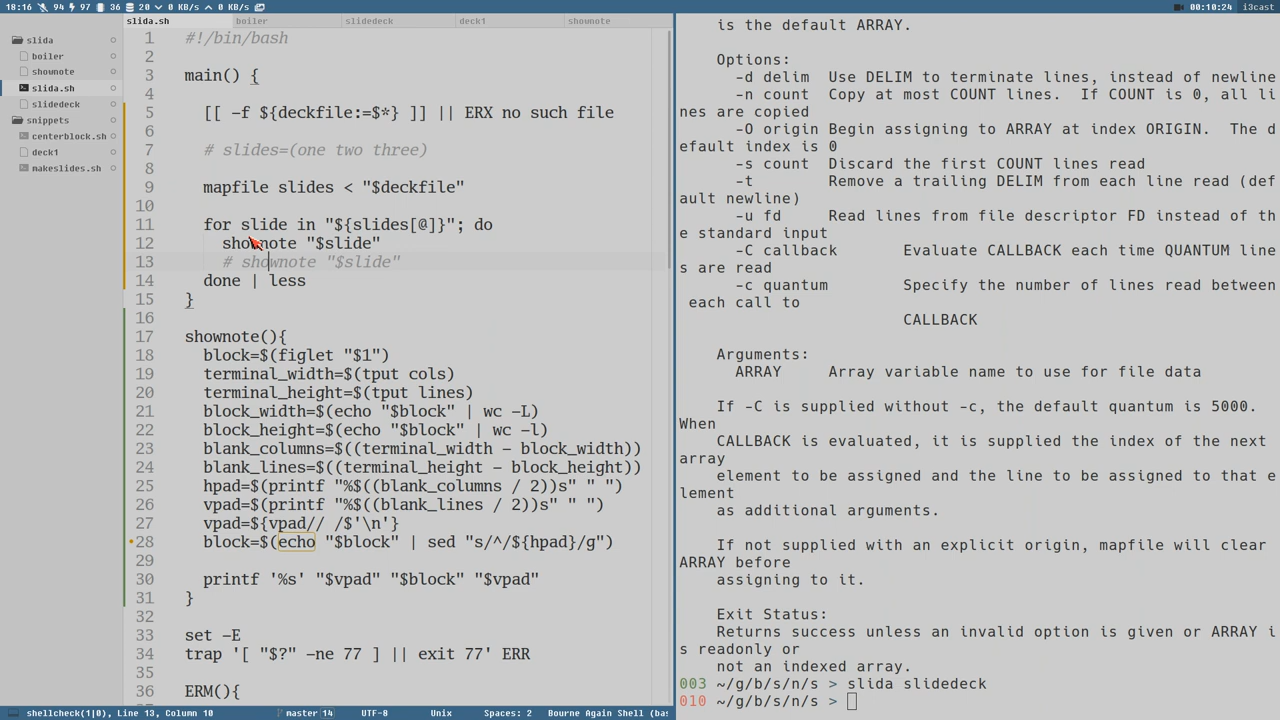 18:16 94 97 36 20 0 KB/s 0 KB/s
00:10:24 i3cast
slida.sh boiler slidedeck deck1 shownote
slida
boiler
shownote
slida.sh
slidedeck
snippets
centerblock.sh
deck1
makeslides.sh
1 #!/bin/bash
2
3 main() {
4
5 [[ -f ${deckfile:=$*} ]] || ERX no such file
6
7 # slides=(one two three)
8
9 mapfile slides < "$deckfile"
10
11 for slide in "${slides[@]}"; do
12 shownote "$slide"
13 # shownote "$slide"
14 done | less
15 }
16
17 shownote(){
18 block=$(figlet "$1")
19 terminal_width=$(tput cols)
20 terminal_height=$(tput lines)
21 block_width=$(echo "$block" | wc -L)
22 block_height=$(echo "$block" | wc -l)
23 blank_columns=$((terminal_width - block_width))
24 blank_lines=$((terminal_height - block_height))
25 hpad=$(printf "%$((blank_columns / 2))s" " ")
26 vpad=$(printf "%$((blank_lines / 2))s" " ")
27 vpad=${vpad// /$'\n'}
28 block=$(echo "$block" | sed "s/^/${hpad}/g")
29
30 printf '%s' "$vpad" "$block" "$vpad"
31 }
32
33 set -E
34 trap '[ "$?" -ne 77 ] || exit 77' ERR
35
36 ERM(){
shellcheck(1|0), Line 13, Column 10 master 14 UTF-8 Unix Spaces: 2 Bourne Again Shell (bas
is the default ARRAY.
Options:
-d delim Use DELIM to terminate lines, instead of newline
-n count Copy at most COUNT lines. If COUNT is 0, all li
nes are copied
-O origin Begin assigning to ARRAY at index ORIGIN. The d
efault index is 0
-s count Discard the first COUNT lines read
-t Remove a trailing DELIM from each line read (def
ault newline)
-u fd Read lines from file descriptor FD instead of th
e standard input
-C callback Evaluate CALLBACK each time QUANTUM line
s are read
-c quantum Specify the number of lines read between
each call to
CALLBACK
Arguments:
ARRAY Array variable name to use for file data
If -C is supplied without -c, the default quantum is 5000.
When
CALLBACK is evaluated, it is supplied the index of the next
array
element to be assigned and the line to be assigned to that e
lement
as additional arguments.
If not supplied with an explicit origin, mapfile will clear
ARRAY before
assigning to it.
Exit Status:
Returns success unless an invalid option is given or ARRAY i
s readonly or
not an indexed array.
003 ~/g/b/s/n/s > slida slidedeck
010 ~/g/b/s/n/s >